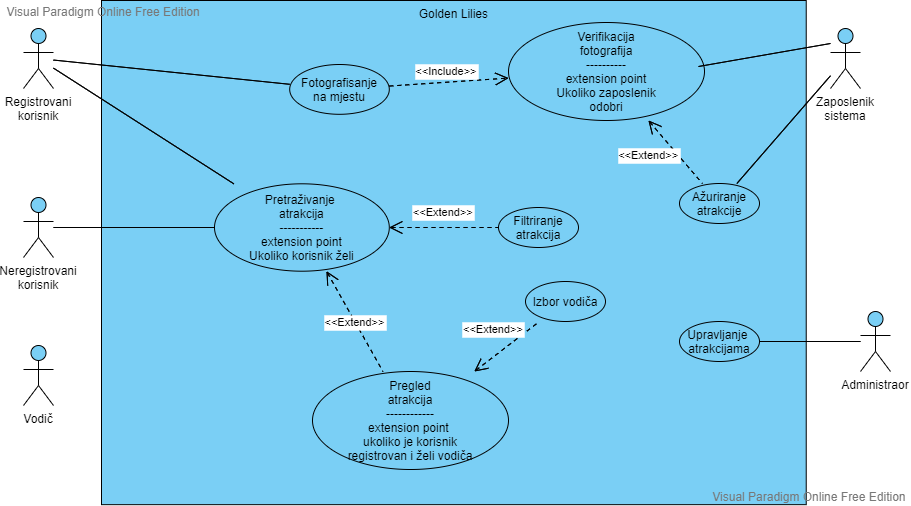 Visual Paradigm Online Free Edition
Golden Lilies
Registrovani
korisnik
Fotografisanje
na mjestu
<<Include>>
Verifikacija
fotografija
----------
extension point
Ukoliko zaposlenik
odobri
Zaposlenik
sistema
<<Extend>>
Ažuriranje
atrakcije
Pretraživanje
atrakcija
-----------
extension point
Ukoliko korisnik želi
<<Extend>>
Filtriranje
atrakcija
Neregistrovani
korisnik
<<Extend>>
Izbor vodiča
<<Extend>>
Upravljanje
atrakcijama
Administraor
Vodič
Pregled
atrakcija
------------
extension point
ukoliko je korisnik
registrovan i želi vodiča
Visual Paradigm Online Free Edition